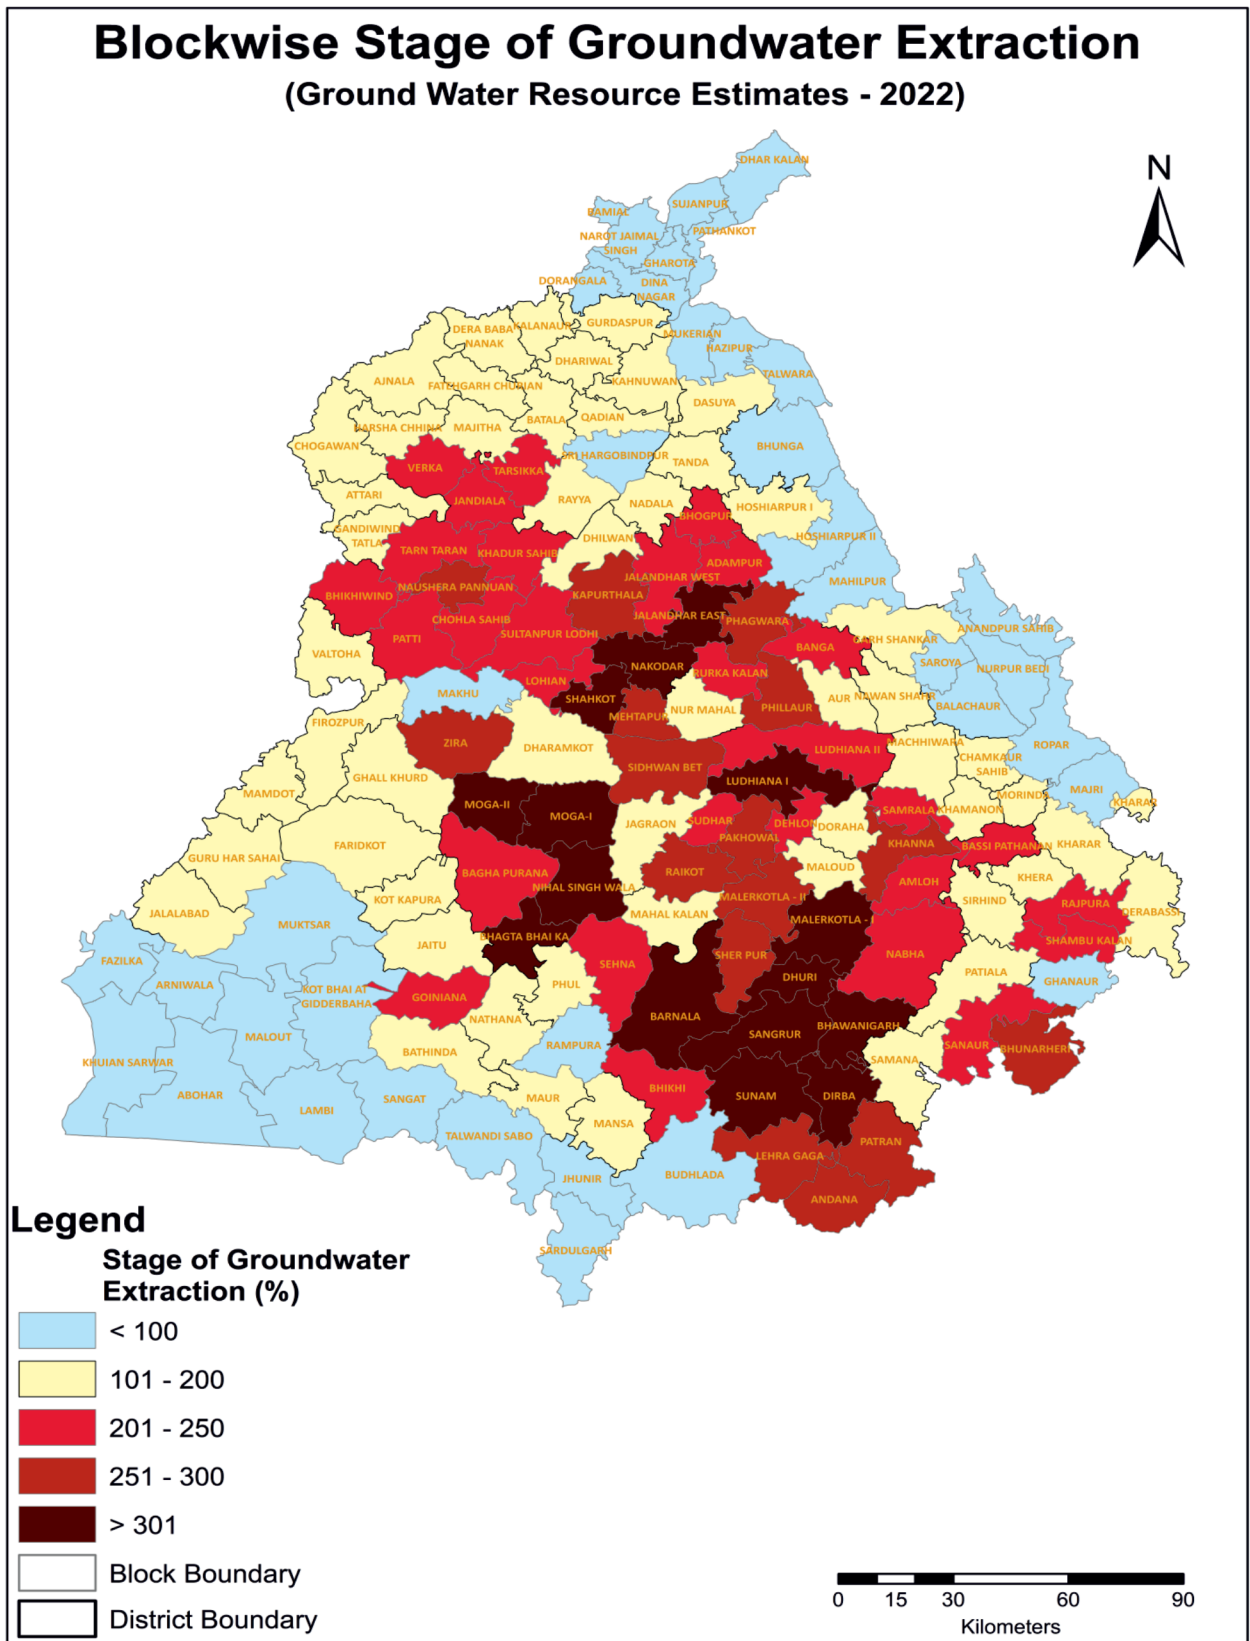 Blockwise Stage of Groundwater Extraction
(Ground Water Resource Estimates - 2022)
N
DHAR KALAN
SUJANPUR
BAMIAL
PATHANKOT
NAROT JAIMAL
SINGH
GHAROTA
DORANGALA
DINA
NAGAR
KALANAUR
GURDASPUR
DERA BABA
NANAK
MUKERIAN
HAZIPUR
DHARIWAL
TALWARA
AJNALA
FATEHGARH CHURIAN
KAHNUWAN
DASUYA
BATALA
QADIAN
HARSHA CHHINA
MAJITHA
CHOGAWAN
BHUNGA
SRI HARGOBINDPUR
TANDA
VERKA
TARSIKKA
ATTARI
JANDIALA
RAYYA
NADALA
HOSHIARPUR I
BHOGPUR
GANDIWIND
TATLA
DHILWAN
HOSHIARPUR II
TARN TARAN
KHADUR SAHIB
ADAMPUR
JALANDHAR WEST
MAHILPUR
NAUSHERA PANNUAN
BHIKHIWIND
KAPURTHALA
CHOHLA SAHIB
JALANDHAR EAST
PHAGWARA
ANANDPUR SAHIB
PATTI
SULTANPUR LODHI
GARH SHANKAR
BANGA
VALTOHA
NAKODAR
SAROYA
NURPUR BEDI
RURKA KALAN
LOHIAN
MAKHU
SHAHKOT
AUR
NAWAN SHAHR
BALACHAUR
NUR MAHAL
PHILLAUR
MEHTAPUR
FIROZPUR
ZIRA
DHARAMKOT
LUDHIANA II
MACHHIWARA
ROPAR
CHAMKAUR
SAHIB
SIDHWAN BET
GHALL KHURD
LUDHIANA I
MAMDOT
MORINDA
MAJRI
KHARAR
MOGA-II
MOGA-I
SAMRALA
KHAMANON
JAGRAON
SUDHAR
DEHLON
DORAHA
PAKHOWAL
FARIDKOT
KHANNA
BASSI PATHANAN
KHARAR
GURU HAR SAHAI
MALOUD
BAGHA PURANA
RAIKOT
AMLOH
KHERA
NIHAL SINGH WALA
KOT KAPURA
MALERKOTLA - II
SIRHIND
RAJPURA
JALALABAD
MAHAL KALAN
MALERKOTLA - I
DERABASSI
MUKTSAR
BHAGTA BHAI KA
SHAMBU KALAN
JAITU
SHER PUR
NABHA
FAZILKA
SEHNA
PATIALA
DHURI
GHANAUR
ARNIWALA
PHUL
KOT BHAI AT
GIDDERBAHA
GOINIANA
NATHANA
BARNALA
BHAWANIGARH
SANGRUR
MALOUT
RAMPURA
SANAUR
BHUNARHERI
BATHINDA
SAMANA
KHUIAN SARWAR
ABOHAR
BHIKHI
SUNAM
DIRBA
SANGAT
MAUR
LAMBI
MANSA
TALWANDI SABO
PATRAN
LEHRA GAGA
BUDHLADA
JHUNIR
ANDANA
SARDULGARH
Legend
Stage of Groundwater
Extraction (%)
< 100
101 - 200
201 - 250
251 - 300
> 301
Block Boundary
District Boundary
0 15 30 60 90
Kilometers